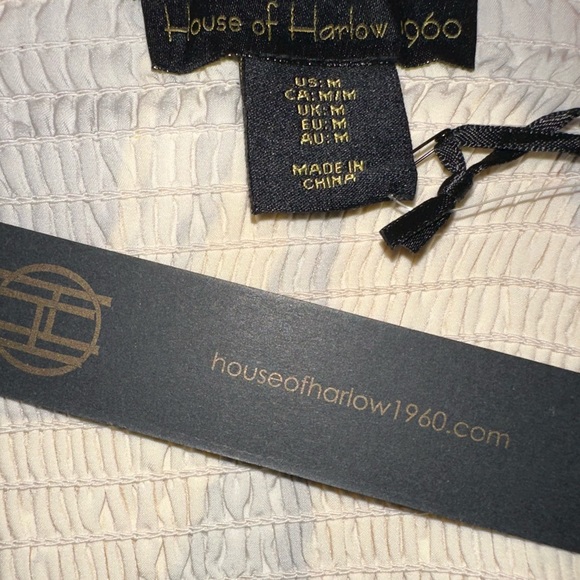 House of Harlow 1960
US: M
CA: M/M
UK: M
EU: M
AU: M
MADE IN
CHINA
houseofharlow1960.com